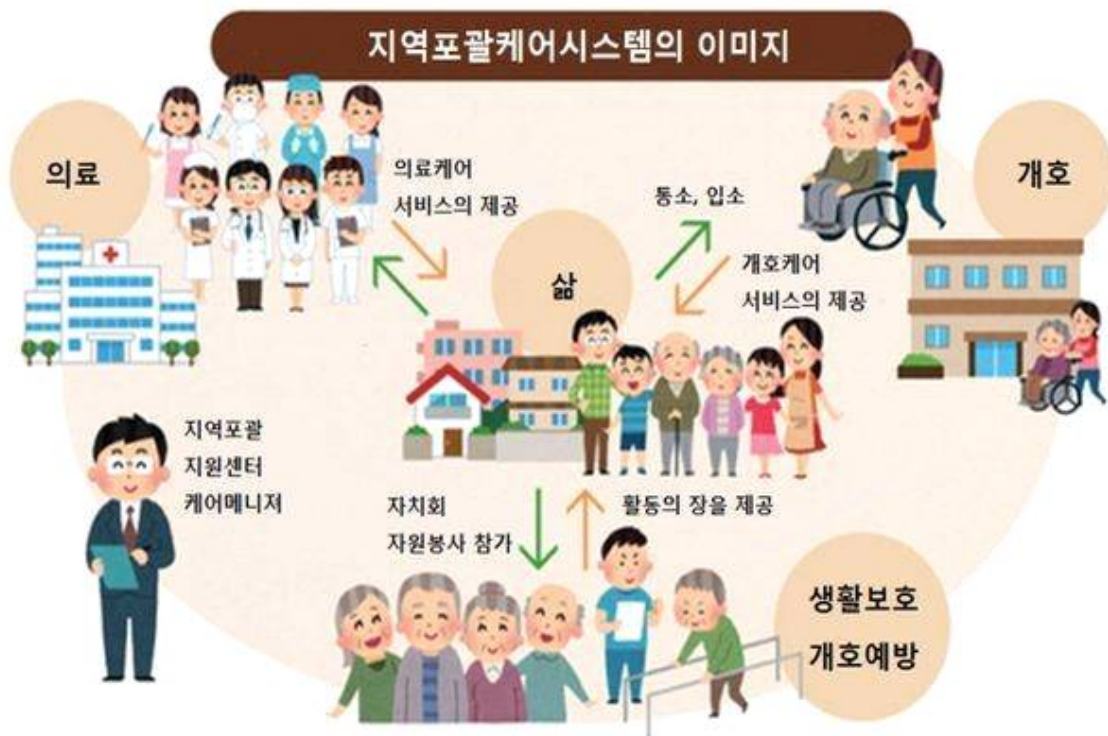 지역포괄케어시스템의 이미지
의료
의료케어
서비스의 제공
통소, 입소
개호
삶
개호케어
서비스의 제공
지역포괄
지원센터
케어메니져
자치회
자원봉사 참가
활동의 장을 제공
생활보호
개호예방